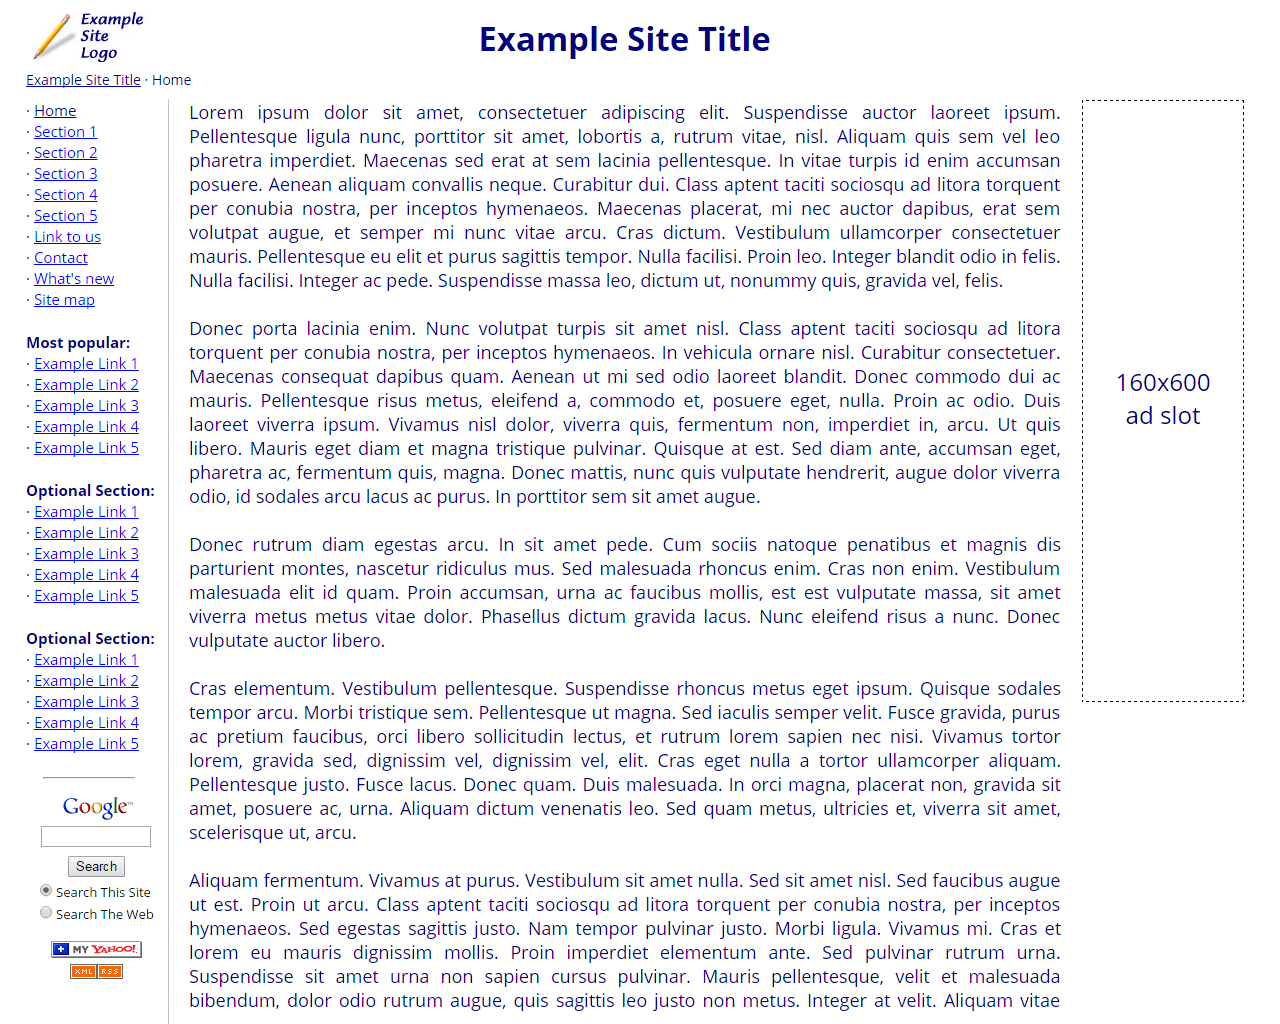 Example
Site
Logo
Example Site Title
Example Site Title · Home
· Home
· Section 1
· Section 2
· Section 3
· Section 4
· Section 5
· Link to us
· Contact
· What's new
· Site map
Most popular:
· Example Link 1
· Example Link 2
· Example Link 3
· Example Link 4
· Example Link 5
Optional Section:
· Example Link 1
· Example Link 2
· Example Link 3
· Example Link 4
· Example Link 5
Optional Section:
· Example Link 1
· Example Link 2
· Example Link 3
· Example Link 4
· Example Link 5
Google™
Search
Search This Site
Search The Web
MY YAHOO!
XML RSS
Lorem ipsum dolor sit amet, consectetuer adipiscing elit. Suspendisse auctor laoreet ipsum.
Pellentesque ligula nunc, porttitor sit amet, lobortis a, rutrum vitae, nisl. Aliquam quis sem vel leo
pharetra imperdiet. Maecenas sed erat at sem lacinia pellentesque. In vitae turpis id enim accumsan
posuere. Aenean aliquam convallis neque. Curabitur dui. Class aptent taciti sociosqu ad litora torquent
per conubia nostra, per inceptos hymenaeos. Maecenas placerat, mi nec auctor dapibus, erat sem
volutpat augue, et semper mi nunc vitae arcu. Cras dictum. Vestibulum ullamcorper consectetuer
mauris. Pellentesque eu elit et purus sagittis tempor. Nulla facilisi. Proin leo. Integer blandit odio in felis.
Nulla facilisi. Integer ac pede. Suspendisse massa leo, dictum ut, nonummy quis, gravida vel, felis.
Donec porta lacinia enim. Nunc volutpat turpis sit amet nisl. Class aptent taciti sociosqu ad litora
torquent per conubia nostra, per inceptos hymenaeos. In vehicula ornare nisl. Curabitur consectetuer.
Maecenas consequat dapibus quam. Aenean ut mi sed odio laoreet blandit. Donec commodo dui ac
mauris. Pellentesque risus metus, eleifend a, commodo et, posuere eget, nulla. Proin ac odio. Duis
laoreet viverra ipsum. Vivamus nisl dolor, viverra quis, fermentum non, imperdiet in, arcu. Ut quis
libero. Mauris eget diam et magna tristique pulvinar. Quisque at est. Sed diam ante, accumsan eget,
pharetra ac, fermentum quis, magna. Donec mattis, nunc quis vulputate hendrerit, augue dolor viverra
odio, id sodales arcu lacus ac purus. In porttitor sem sit amet augue.
Donec rutrum diam egestas arcu. In sit amet pede. Cum sociis natoque penatibus et magnis dis
parturient montes, nascetur ridiculus mus. Sed malesuada rhoncus enim. Cras non enim. Vestibulum
malesuada elit id quam. Proin accumsan, urna ac faucibus mollis, est est vulputate massa, sit amet
viverra metus metus vitae dolor. Phasellus dictum gravida lacus. Nunc eleifend risus a nunc. Donec
vulputate auctor libero.
Cras elementum. Vestibulum pellentesque. Suspendisse rhoncus metus eget ipsum. Quisque sodales
tempor arcu. Morbi tristique sem. Pellentesque ut magna. Sed iaculis semper velit. Fusce gravida, purus
ac pretium faucibus, orci libero sollicitudin lectus, et rutrum lorem sapien nec nisi. Vivamus tortor
lorem, gravida sed, dignissim vel, dignissim vel, elit. Cras eget nulla a tortor ullamcorper aliquam.
Pellentesque justo. Fusce lacus. Donec quam. Duis malesuada. In orci magna, placerat non, gravida sit
amet, posuere ac, urna. Aliquam dictum venenatis leo. Sed quam metus, ultricies et, viverra sit amet,
scelerisque ut, arcu.
Aliquam fermentum. Vivamus at purus. Vestibulum sit amet nulla. Sed sit amet nisl. Sed faucibus augue
ut est. Proin ut arcu. Class aptent taciti sociosqu ad litora torquent per conubia nostra, per inceptos
hymenaeos. Sed egestas sagittis justo. Nam tempor pulvinar justo. Morbi ligula. Vivamus mi. Cras et
lorem eu mauris dignissim mollis. Proin imperdiet elementum ante. Sed pulvinar rutrum urna.
Suspendisse sit amet urna non sapien cursus pulvinar. Mauris pellentesque, velit et malesuada
bibendum, dolor odio rutrum augue, quis sagittis leo justo non metus. Integer at velit. Aliquam vitae
160x600
ad slot